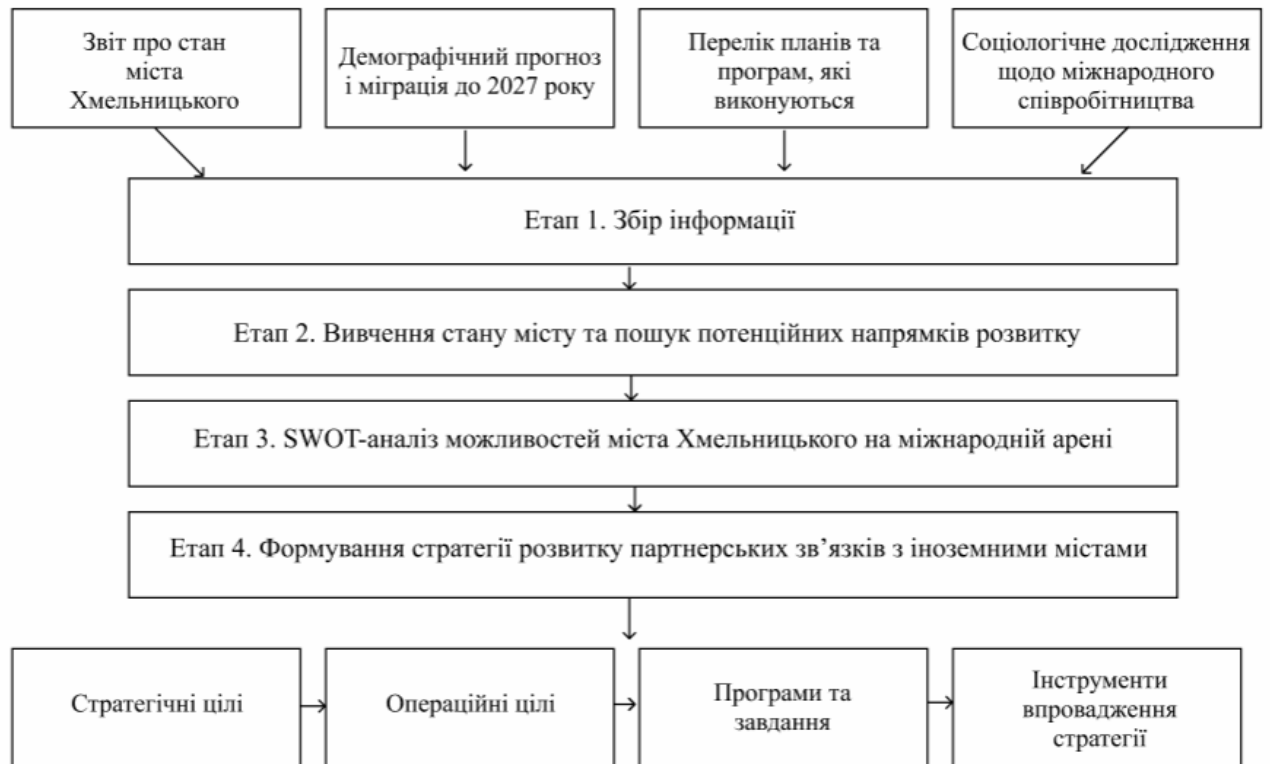 Звіт про стан
міста
Хмельницького
Демографічний прогноз
і міграція до 2027 року
Перелік планів та
програм, які
виконуються
Соціологічне дослідження
щодо міжнародного
співробітництва
Етап 1. Збір інформації
Етап 2. Вивчення стану місту та пошук потенційних напрямків розвитку
Етап 3. SWOT-аналіз можливостей міста Хмельницького на міжнародній арені
Етап 4. Формування стратегії розвитку партнерських зв’язків з іноземними містами
Стратегічні цілі
Операційні цілі
Програми та
завдання
Інструменти
впровадження
стратегії